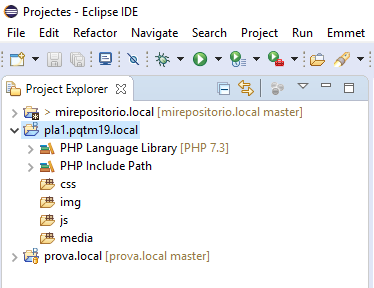 Projectes - Eclipse IDE
File Edit Refactor Navigate Search Project Run Emmet
Project Explorer
> mirepositorio.local [mirepositorio.local master]
pla1.pqtm19.local
PHP Language Library [PHP 7.3]
PHP Include Path
css
img
js
media
prova.local [prova.local master]